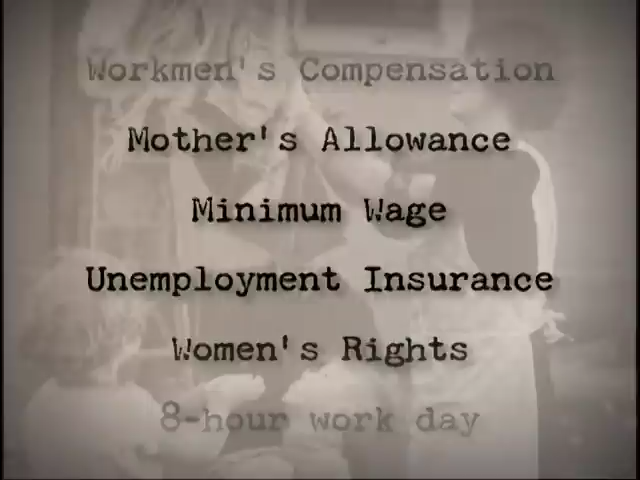 Workmen's Compensation
Mother's Allowance
Minimum Wage
Unemployment Insurance
Women's Rights
8-hour work day